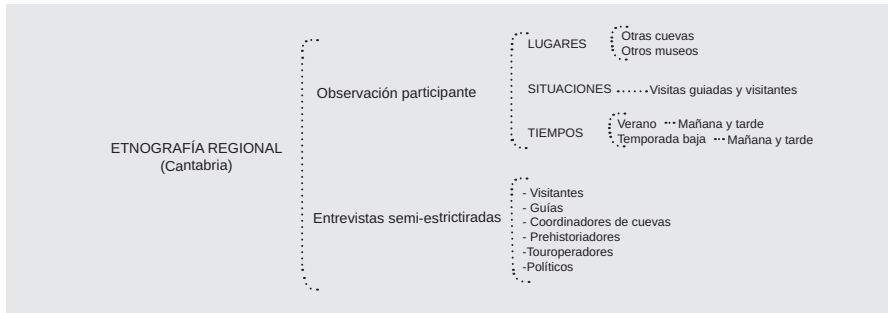 ETNOGRAFÍA REGIONAL
(Cantabria)
Observación participante
LUGARES
Otras cuevas
Otros museos
SITUACIONES
Visitas guiadas y visitantes
TIEMPOS
Verano
Mañana y tarde
Temporada baja
Mañana y tarde
Entrevistas semi-estrictiradas
- Visitantes
- Guías
- Coordinadores de cuevas
- Prehistoriadores
-Touroperadores
-Políticos